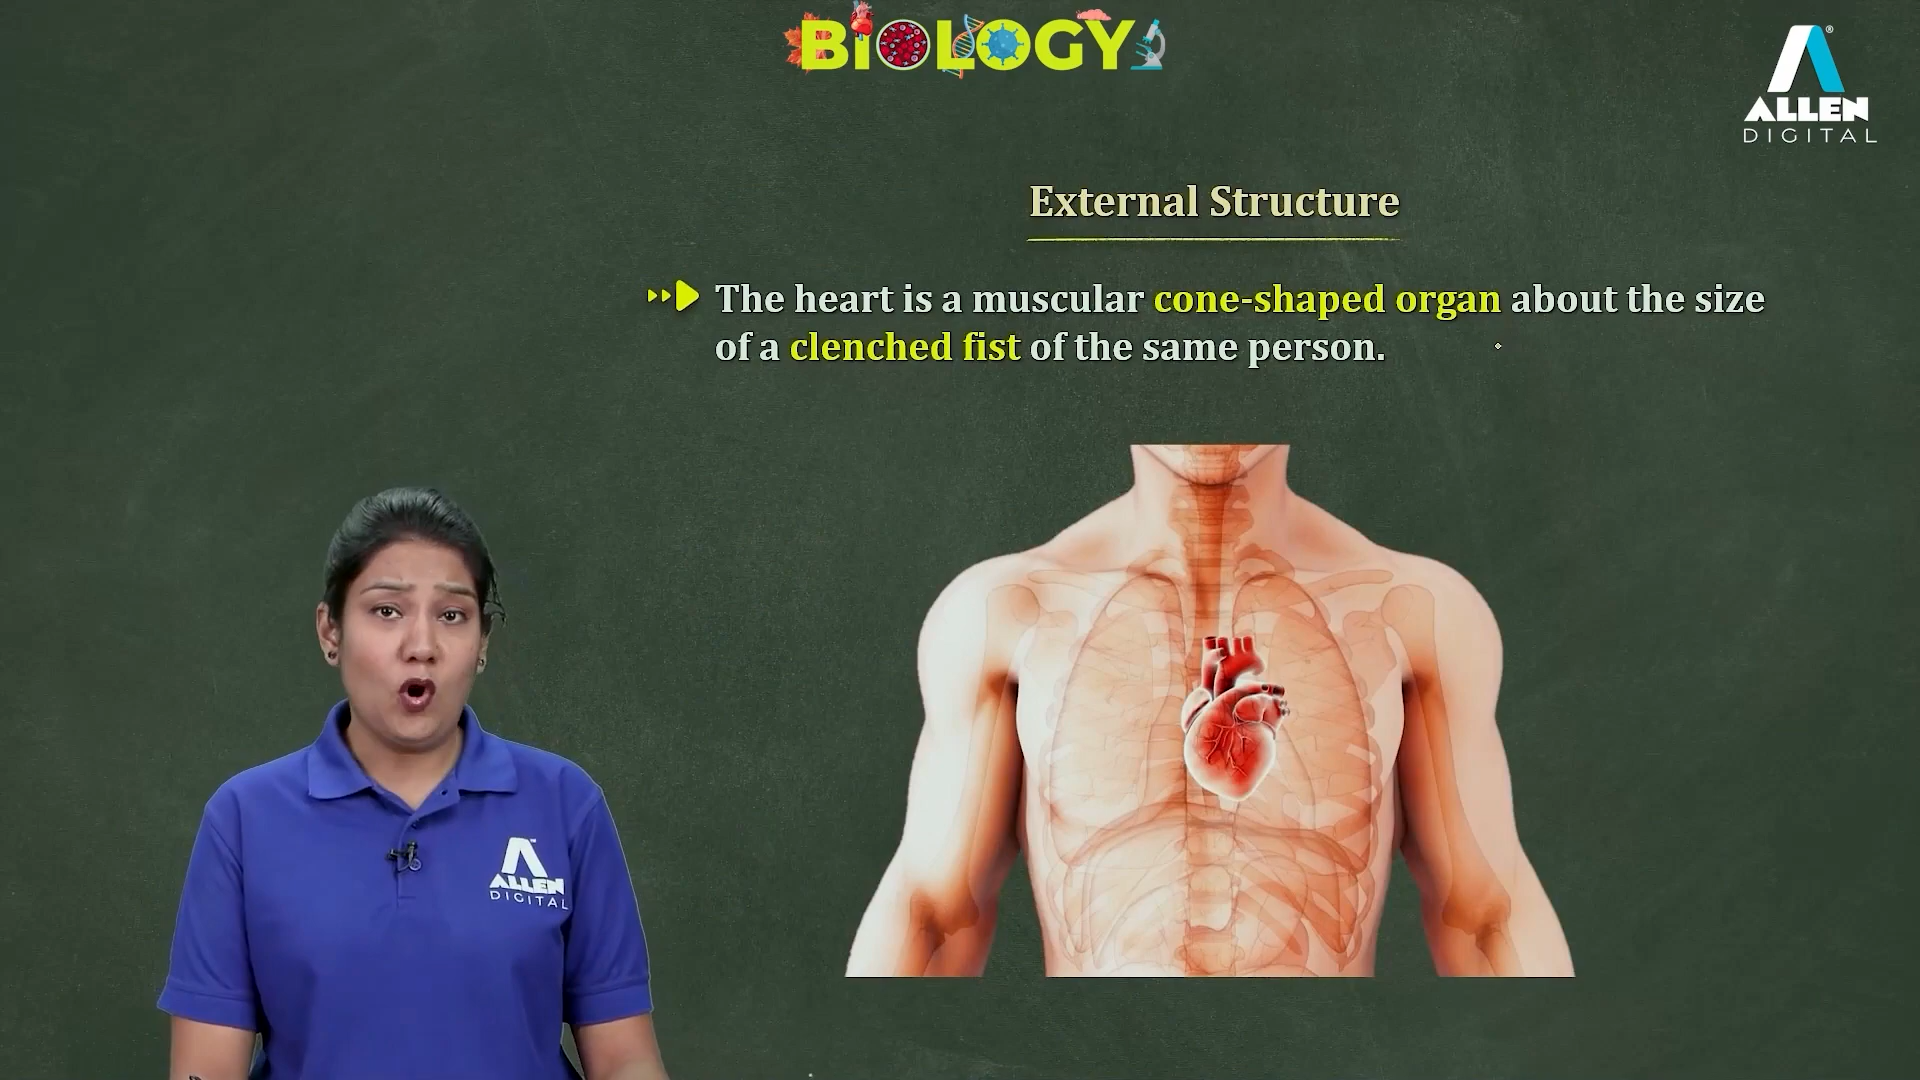 BIOLOGY
ALLEN
DIGITAL
External Structure
The heart is a muscular cone-shaped organ about the size
of a clenched fist of the same person.
ALLEN
DIGITAL